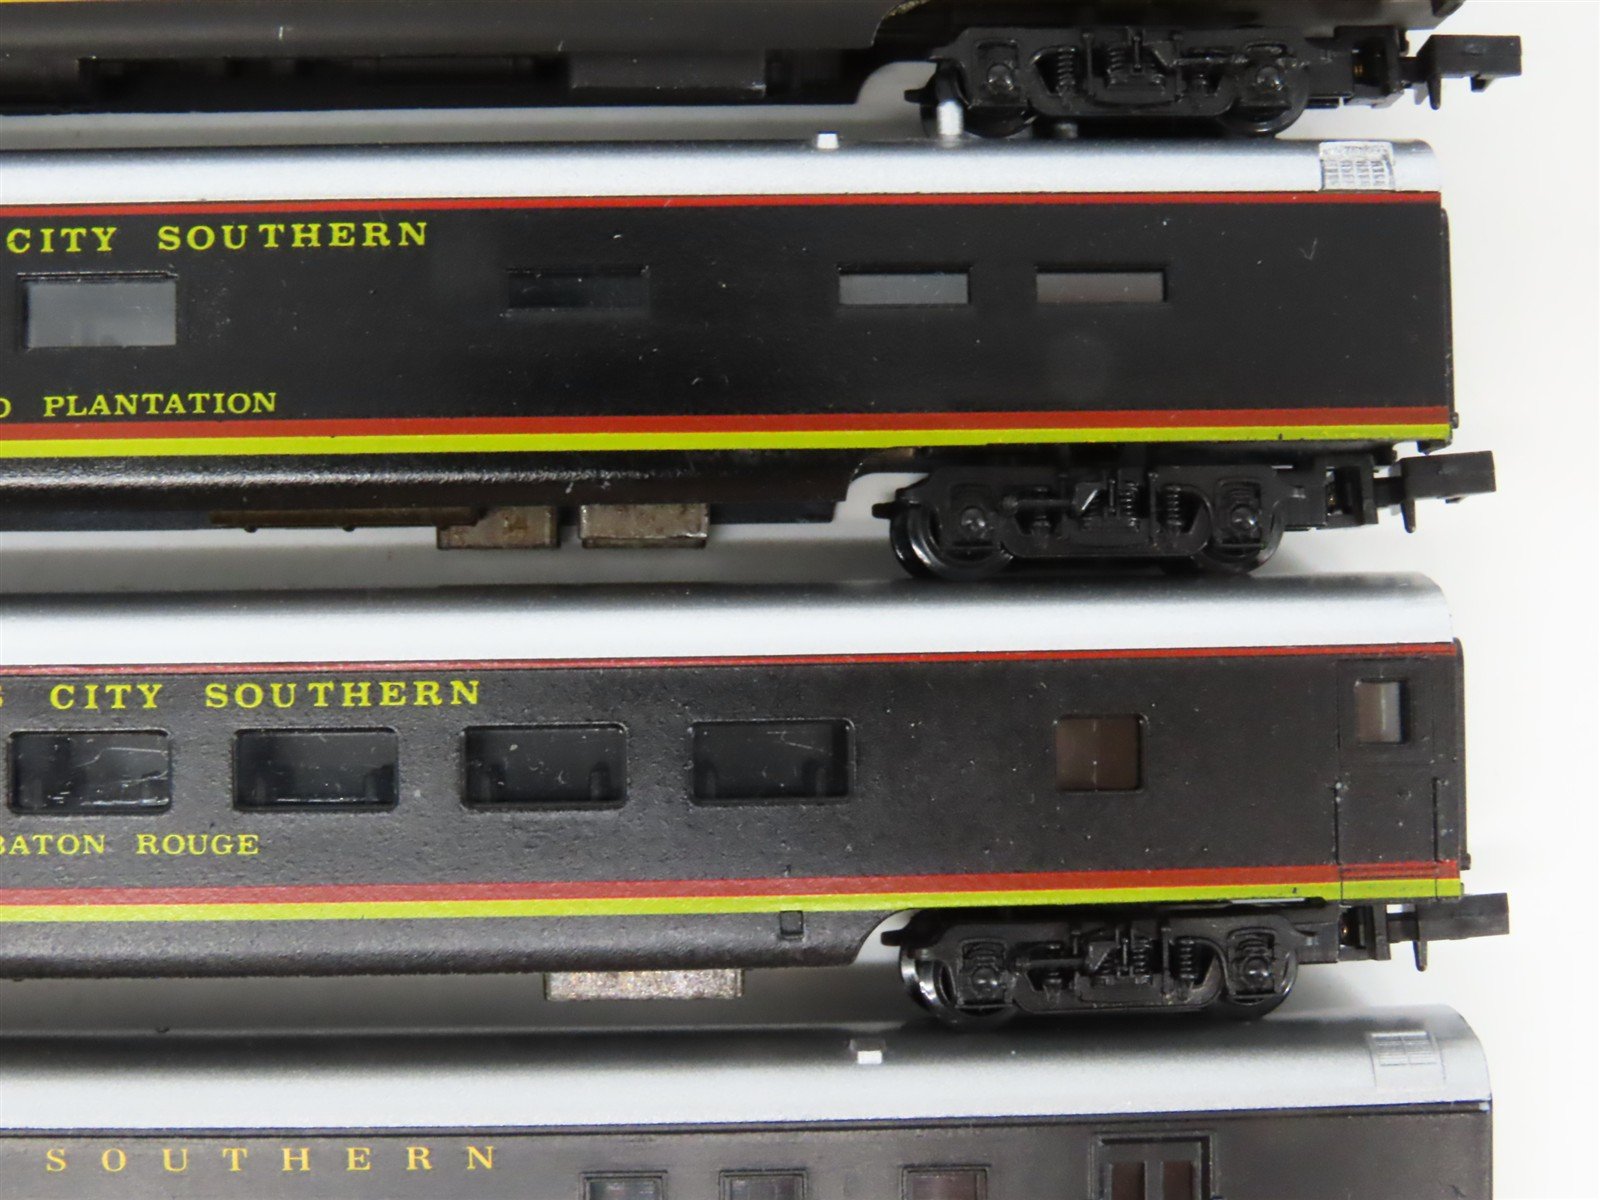 CITY SOUTHERN
PLANTATION
CITY SOUTHERN
BATON ROUGE
SOUTHERN